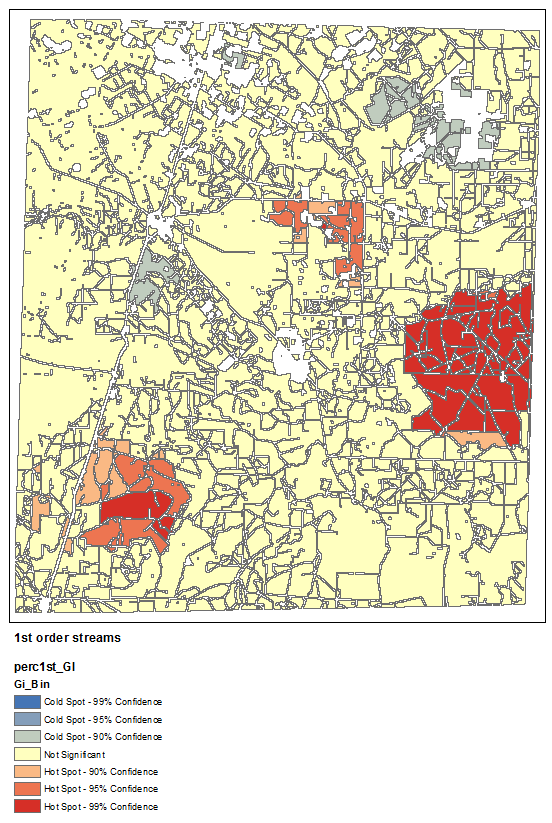 1st order streams
perc1st_GI
Gi_Bin
Cold Spot - 99% Confidence
Cold Spot - 95% Confidence
Cold Spot - 90% Confidence
Not Significant
Hot Spot - 90% Confidence
Hot Spot - 95% Confidence
Hot Spot - 99% Confidence